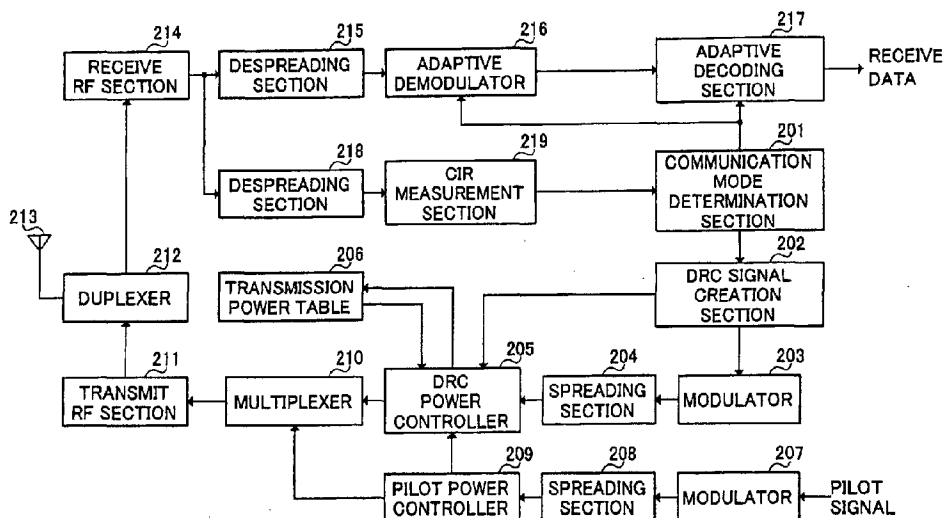 214
RECEIVE
RF SECTION
215
DESPREADING
SECTION
216
ADAPTIVE
DEMODULATOR
217
ADAPTIVE
DECODING
SECTION
RECEIVE
DATA
218
DESPREADING
SECTION
219
CIR
MEASUREMENT
SECTION
201
COMMUNICATION
MODE
DETERMINATION
SECTION
213
212
DUPLEXER
206
TRANSMISSION
POWER TABLE
202
DRC SIGNAL
CREATION
SECTION
211
TRANSMIT
RF SECTION
210
MULTIPLEXER
205
DRC
POWER
CONTROLLER
204
SPREADING
SECTION
203
MODULATOR
209
PILOT POWER
CONTROLLER
208
SPREADING
SECTION
207
MODULATOR
PILOT
SIGNAL